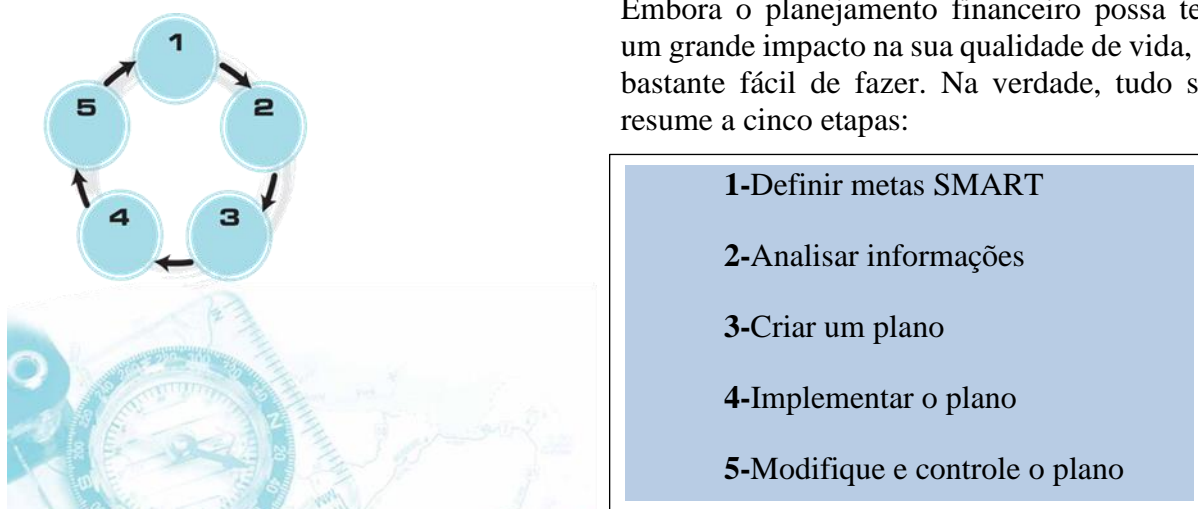 1
2
3
4
5
Embora o planejamento financeiro possa te
um grande impacto na sua qualidade de vida,
bastante fácil de fazer. Na verdade, tudo s
resume a cinco etapas:
1-Definir metas SMART
2-Analisar informações
3-Criar um plano
4-Implementar o plano
5-Modifique e controle o plano